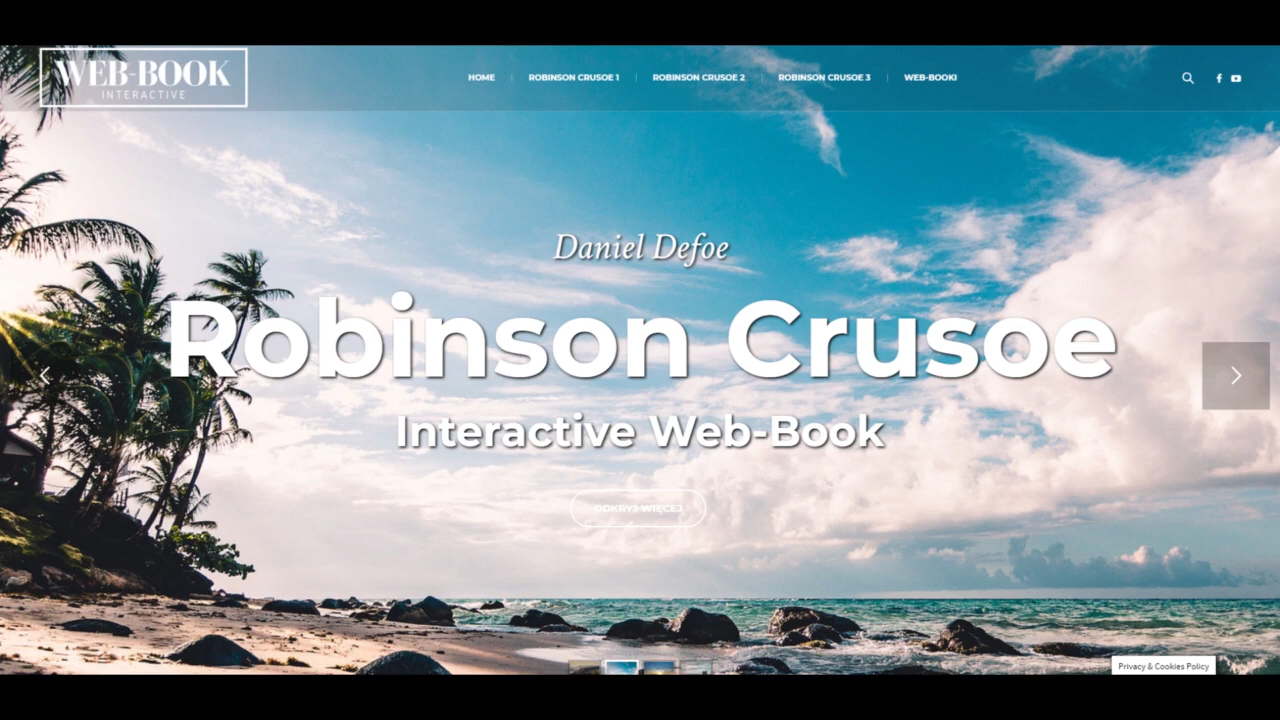 WEB-BOOK
INTERACTIVE
HOME
ROBINSON CRUSOE 1
ROBINSON CRUSOE 2
ROBINSON CRUSOE 3
WEB-BOOKI
Daniel Defoe
Robinson Crusoe
Interactive Web-Book
ODKRYJ WIĘCEJ
Privacy & Cookies Policy